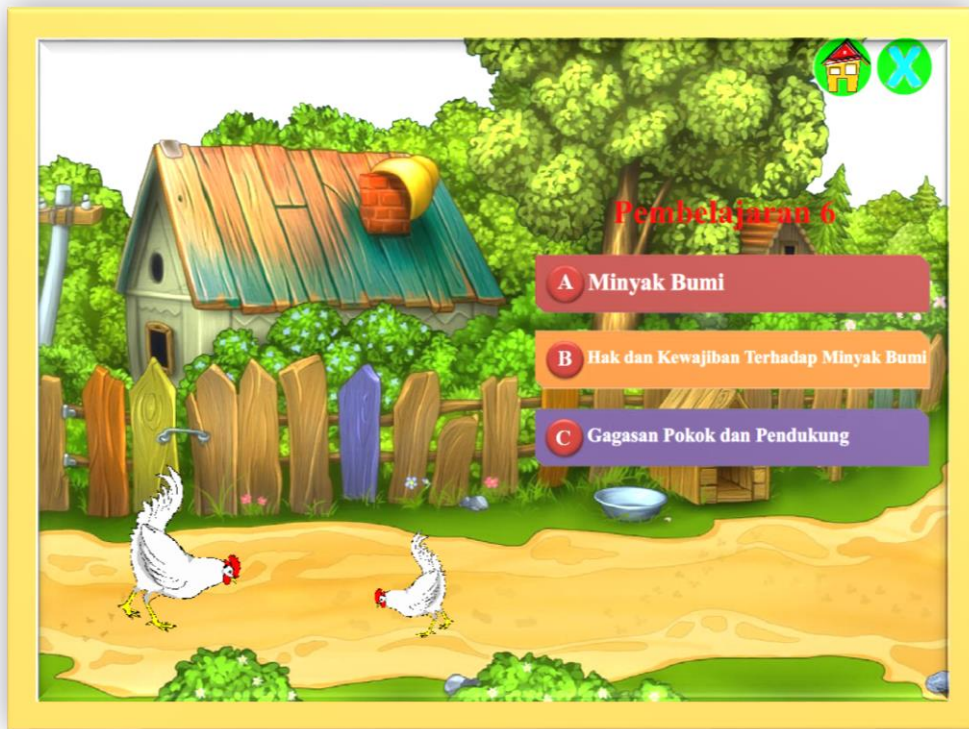 Pembelajaran 6
A Minyak Bumi
B Hak dan Kewajiban Terhadap Minyak Bumi
C Gagasan Pokok dan Pendukung